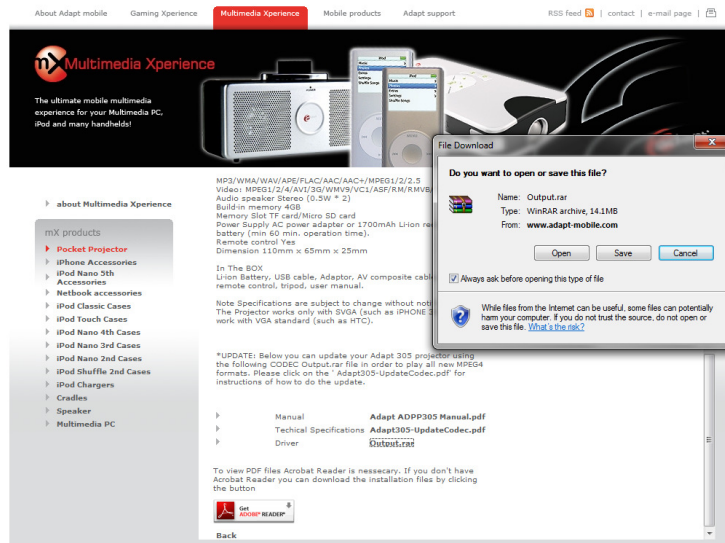 About Adapt mobile
Gaming Xperience
Multimedia Xperience
Mobile products
Adapt support
RSS feed | contact | e-mail page |
mX Multimedia Xperience
The ultimate mobile multimedia
experience for your Multimedia PC,
iPod and many handhelds!
about Multimedia Xperience
mX products
Pocket Projector
iPhone Accessories
iPod Nano 5th
Accessories
Netbook accessories
iPod Classic Cases
iPod Touch Cases
iPod Nano 4th Cases
iPod Nano 3rd Cases
iPod Nano 2nd Cases
iPod Shuffle 2nd Cases
iPod Chargers
Cradles
Speaker
Multimedia PC
MP3/WMA/WAV/APE/FLAC/AAC/AAC+/MPEG1/2/2.5
Video: MPEG1/2/4/AVI/3G/WMV9/VC1/ASF/RM/RMVB/
Audio speaker Stereo (0.5W * 2)
Build-in memory 4GB
Memory Slot TF card/Micro SD card
Power Supply AC power adapter or 1700mAh Li-ion
battery (min 60 min. operation time).
Remote control Yes
Dimension 110mm x 65mm x 25mm
In The BOX
Li-ion Battery, USB cable, Adaptor, AV composite
remote control, tripod, user manual.
Note Specifications are subject to change without
The Projector works only with SVGA (such as iPHONE
work with VGA standard (such as HTC).
*UPDATE: Below you can update your Adapt 305 projector using
the following CODEC Output.rar file in order to play all new MPEG4
formats. Please click on the ' Adapt305-UpdateCodec.pdf' for
instructions of how to do the update.
Manual Adapt ADPP305 Manual.pdf
Techical Specifications Adapt305-UpdateCodec.pdf
Driver Output.rar
To view PDF files Acrobat Reader is nessecary. If you don't have
Acrobat Reader you can download the installation files by clicking
the button
Get
ADOBE® READER®
Back
File Download
Do you want to open or save this file?
Name: Output.rar
Type: WinRAR archive, 14.1MB
From: www.adapt-mobile.com
Open
Save
Cancel
Always ask before opening this type of file
While files from the Internet can be useful, some files can potentially
harm your computer. If you do not trust the source, do not open or
save this file. What's the risk?